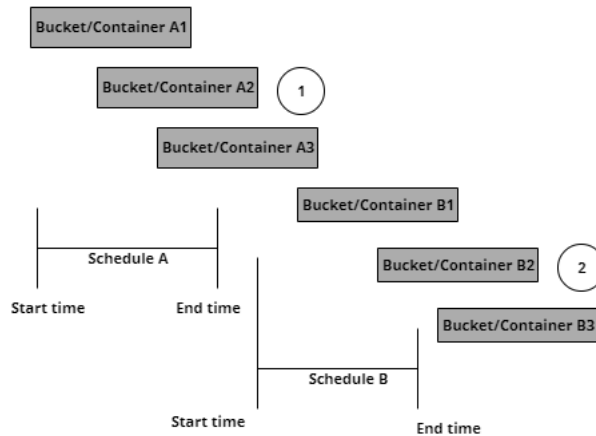 Bucket/Container A1
Bucket/Container A2
1
Bucket/Container A3
Bucket/Container B1
Schedule A
Bucket/Container B2
2
Start time
End time
Bucket/Container B3
Schedule B
Start time
End time